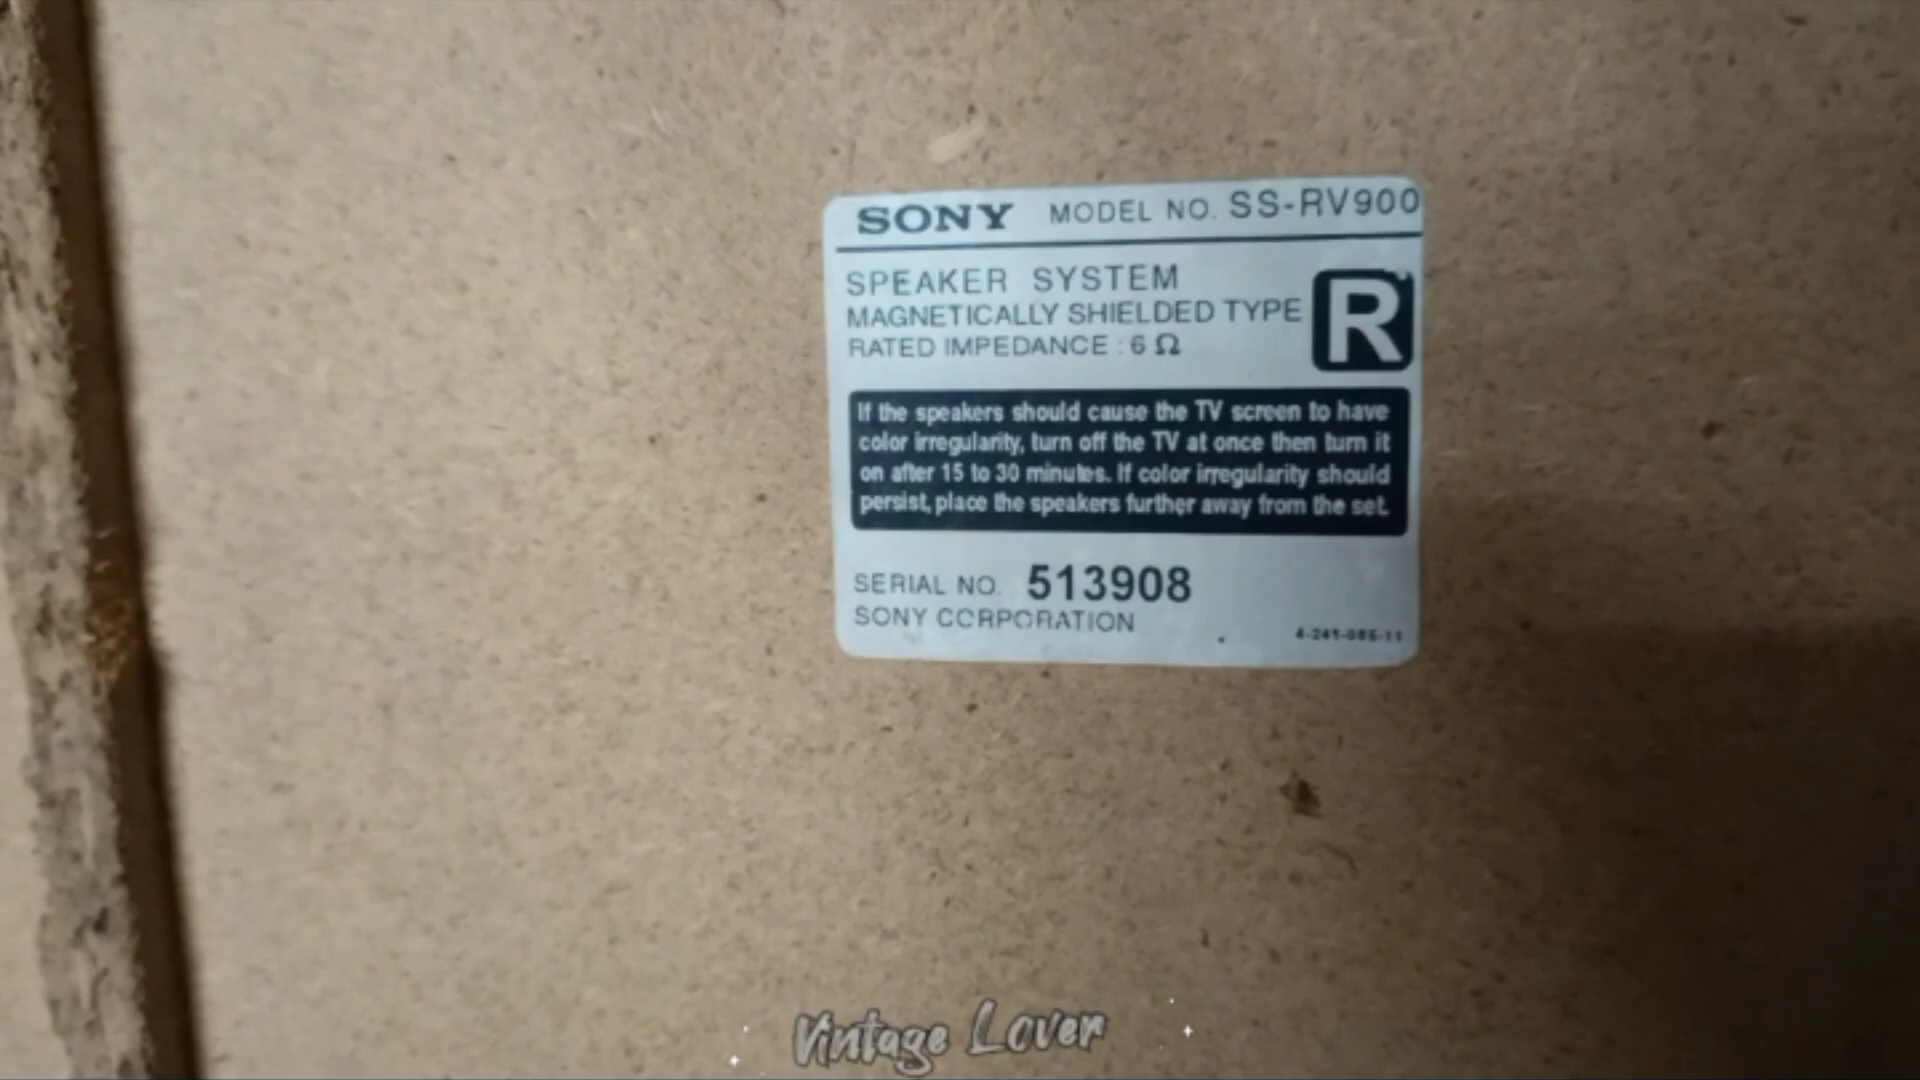 SONY MODEL NO. SS-RV900
SPEAKER SYSTEM
MAGNETICALLY SHIELDED TYPE
RATED IMPEDANCE : 6 Ω
R
If the speakers should cause the TV screen to have
color irregularity, turn off the TV at once then turn it
on after 15 to 30 minutes. If color irregularity should
persist, place the speakers further away from the set.
SERIAL NO. 513908
SONY CORPORATION
Vintage Lover